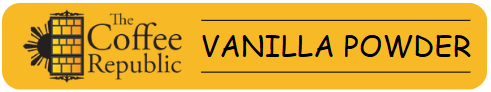 The
Coffee
Republic
VANILLA POWDER